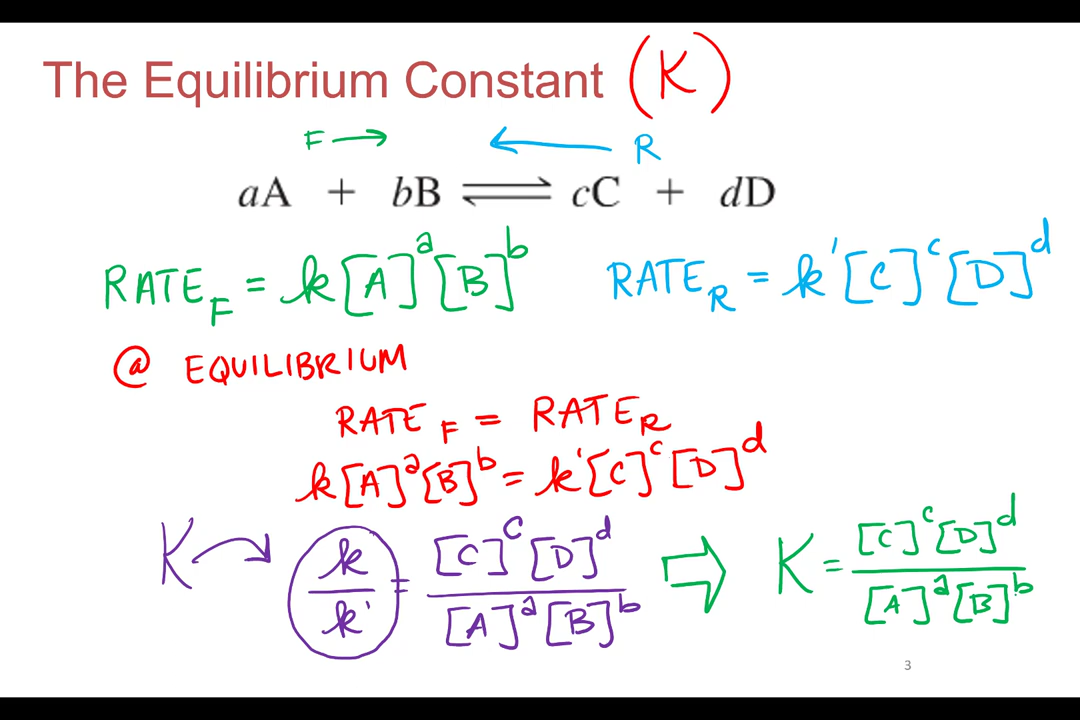 The Equilibrium Constant (K)
F → ← R
aA + bB ⇌ cC + dD
RATE_F = k[A]^a[B]^b RATE_R = k'[C]^c[D]^d
@ EQUILIBRIUM
RATE_F = RATE_R
k[A]^a[B]^b = k'[C]^c[D]^d
K → k/k' = [C]^c[D]^d/[A]^a[B]^b ⇒ K = [C]^c[D]^d/[A]^a[B]^b
3